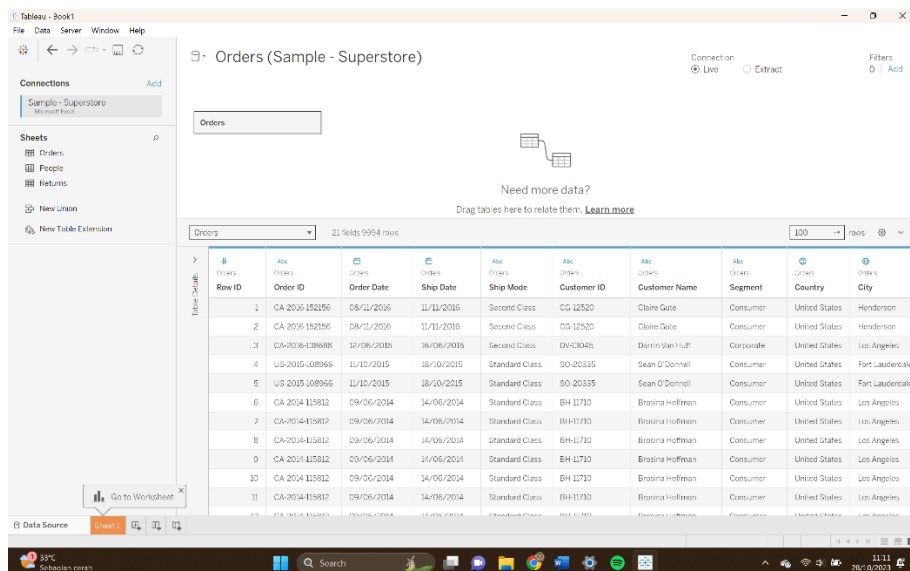 Tableau - Book1
File Data Server Window Help
Connections Add
Sample - Superstore
Microsoft Excel
Sheets
Orders
People
Returns
New Union
New Table Extension
Orders (Sample - Superstore)
Connection
Live Extract
Filters
0 Add
Orders
Need more data?
Drag tables here to relate them. Learn more
Orders 21 fields 9994 rows 100 → rows
Table Details
# Abc Abc Abc Abc Abc
Orders Orders Orders Orders Orders Orders Orders Orders Orders Orders
Row ID Order ID Order Date Ship Date Ship Mode Customer ID Customer Name Segment Country City
1 CA-2016-152156 08/11/2016 11/11/2016 Second Class CG-12520 Claire Gute Consumer United States Henderson
2 CA-2016-152156 08/11/2016 11/11/2016 Second Class CG-12520 Claire Gute Consumer United States Henderson
3 CA-2016-138688 12/06/2016 16/06/2016 Second Class DV-13045 Darrin Van Huff Corporate United States Los Angeles
4 US-2015-108966 11/10/2015 18/10/2015 Standard Class SO-20335 Sean O'Donnell Consumer United States Fort Lauderdale
5 US-2015-108966 11/10/2015 18/10/2015 Standard Class SO-20335 Sean O'Donnell Consumer United States Fort Lauderdale
6 CA-2014-115812 09/06/2014 14/06/2014 Standard Class BH-11710 Brosina Hoffman Consumer United States Los Angeles
7 CA-2014-115812 09/06/2014 14/06/2014 Standard Class BH-11710 Brosina Hoffman Consumer United States Los Angeles
8 CA-2014-115812 09/06/2014 14/06/2014 Standard Class BH-11710 Brosina Hoffman Consumer United States Los Angeles
9 CA-2014-115812 09/06/2014 14/06/2014 Standard Class BH-11710 Brosina Hoffman Consumer United States Los Angeles
10 CA-2014-115812 09/06/2014 14/06/2014 Standard Class BH-11710 Brosina Hoffman Consumer United States Los Angeles
11 CA-2014-115812 09/06/2014 14/06/2014 Standard Class BH-11710 Brosina Hoffman Consumer United States Los Angeles
Go to Worksheet
Data Source Sheet 1
1 33°C
Sebagian cerah
Search
11:11
28/10/2023